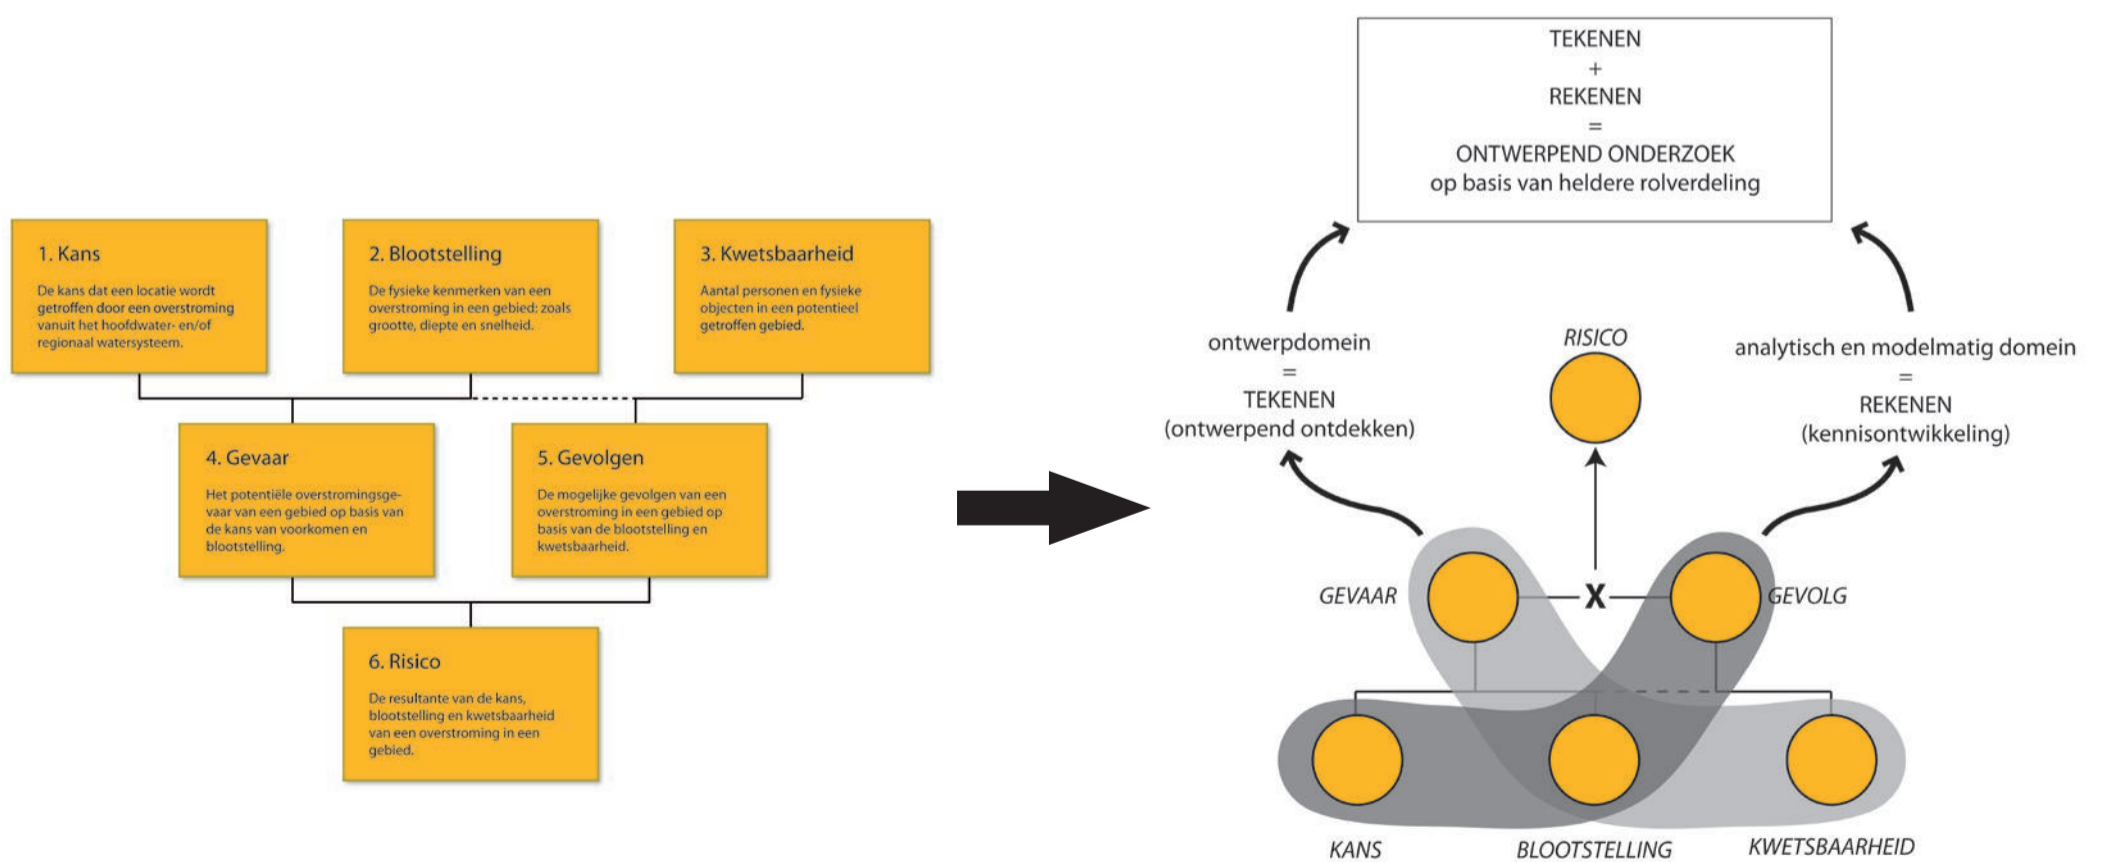 1. Kans
De kans dat een locatie wordt
getroffen door een overstroming
vanuit het hoofdwater- en/of
regionaal watersysteem.
2. Blootstelling
De fysieke kenmerken van een
overstroming in een gebied: zoals
grootte, diepte en snelheid.
3. Kwetsbaarheid
Aantal personen en fysieke
objecten in een potentieel
getroffen gebied.
4. Gevaar
Het potentiële overstromingsge-
vaar van een gebied op basis van
de kans van voorkomen en
blootstelling.
5. Gevolgen
De mogelijke gevolgen van een
overstroming in een gebied op
basis van de blootstelling en
kwetsbaarheid.
6. Risico
De resultante van de kans,
blootstelling en kwetsbaarheid
van een overstroming in een
gebied.
TEKENEN
+
REKENEN
=
ONTWERPEND ONDERZOEK
op basis van heldere rolverdeling
ontwerpdomein
=
TEKENEN
(ontwerpend ontdekken)
RISICO
analytisch en modelmatig domein
=
REKENEN
(kennisontwikkeling)
GEVAAR
X
GEVOLG
KANS
BLOOTSTELLING
KWETSBAARHEID